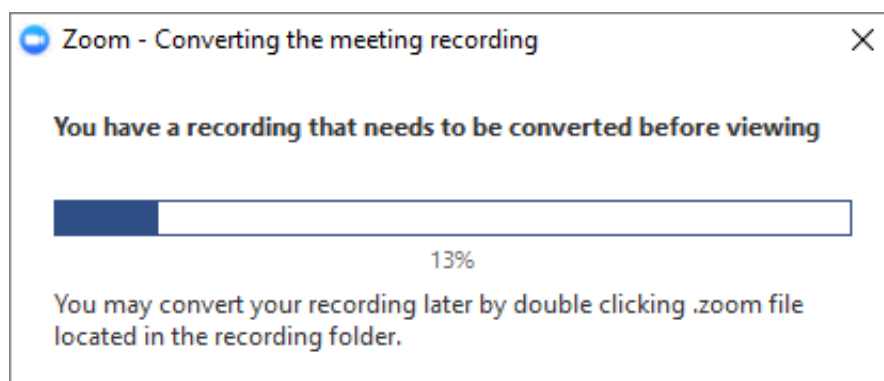 Zoom - Converting the meeting recording
You have a recording that needs to be converted before viewing
13%
You may convert your recording later by double clicking .zoom file
located in the recording folder.